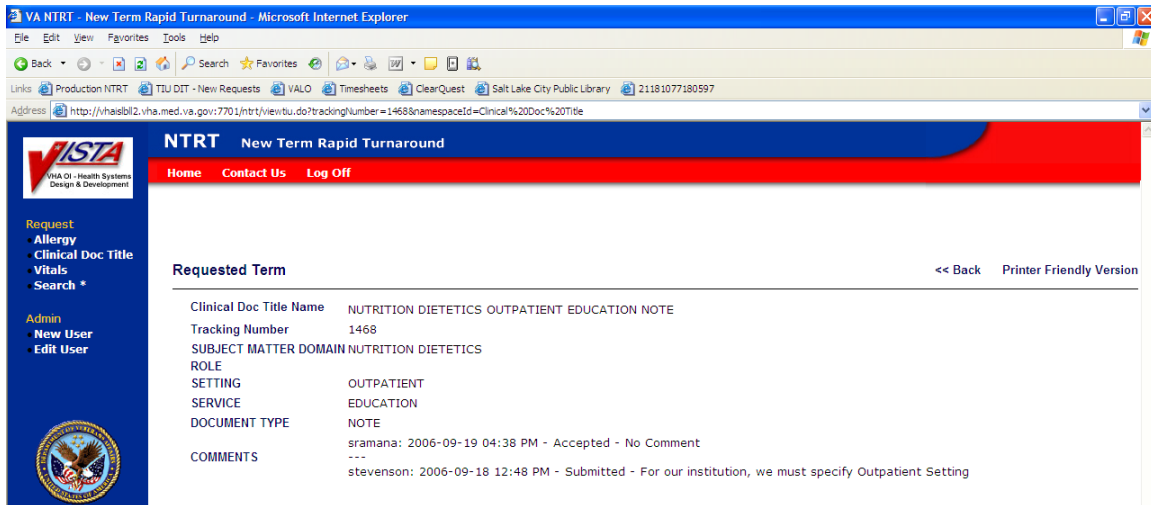 VA NTRT - New Term Rapid Turnaround - Microsoft Internet Explorer
File Edit View Favorites Tools Help
Back Search Favorites
Links Production NTRT TIU DIT - New Requests VALO Timesheets ClearQuest Salt Lake City Public Library 21181077180597
Address http://vhaislbll2.vha.med.va.gov:7701/ntrt/viewtiu.do?trackingNumber=1468&namespaceId=Clinical%20Doc%20Title
VISTA
VHA OI - Health Systems
Design & Development
NTRT New Term Rapid Turnaround
Home Contact Us Log Off
Request
Allergy
Clinical Doc Title
Vitals
Search *
Admin
New User
Edit User
Requested Term << Back Printer Friendly Version
Clinical Doc Title Name NUTRITION DIETETICS OUTPATIENT EDUCATION NOTE
Tracking Number 1468
SUBJECT MATTER DOMAIN NUTRITION DIETETICS
ROLE
SETTING OUTPATIENT
SERVICE EDUCATION
DOCUMENT TYPE NOTE
COMMENTS sramana: 2006-09-19 04:38 PM - Accepted - No Comment
---
stevenson: 2006-09-18 12:48 PM - Submitted - For our institution, we must specify Outpatient Setting